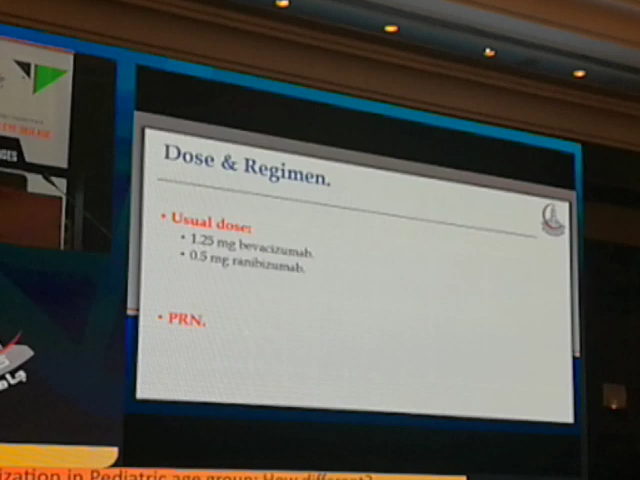 Dose & Regimen.
• Usual dose:
• 1.25 mg bevacizumab.
• 0.5 mg ranibizumab.
• PRN.
ization in Pediatric age group: How different?